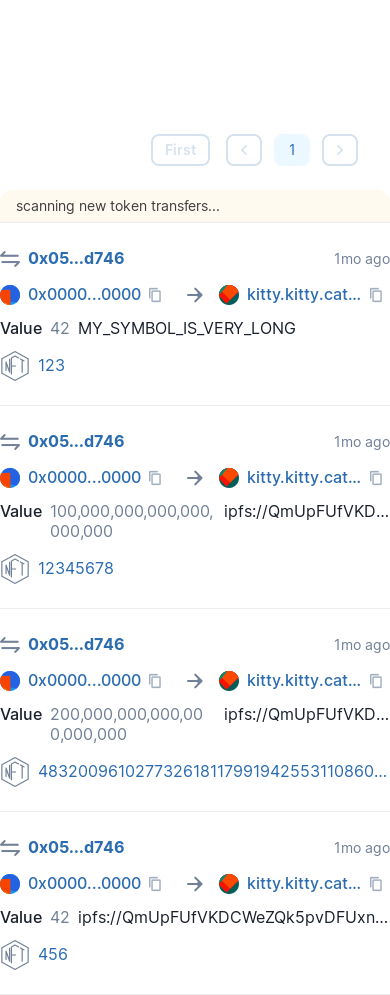 First 1
scanning new token transfers...
0x05...d746 1mo ago
0x0000...0000 kitty.kitty.cat...
Value 42 MY_SYMBOL_IS_VERY_LONG
NFT 123
0x05...d746 1mo ago
0x0000...0000 kitty.kitty.cat...
Value 100,000,000,000,000, ipfs://QmUpFUfVKD...
000,000
NFT 12345678
0x05...d746 1mo ago
0x0000...0000 kitty.kitty.cat...
Value 200,000,000,000,00 ipfs://QmUpFUfVKD...
0,000,000
NFT 483200961027732618117991942553110860...
0x05...d746 1mo ago
0x0000...0000 kitty.kitty.cat...
Value 42 ipfs://QmUpFUfVKDCWeZQk5pvDFUxn...
NFT 456